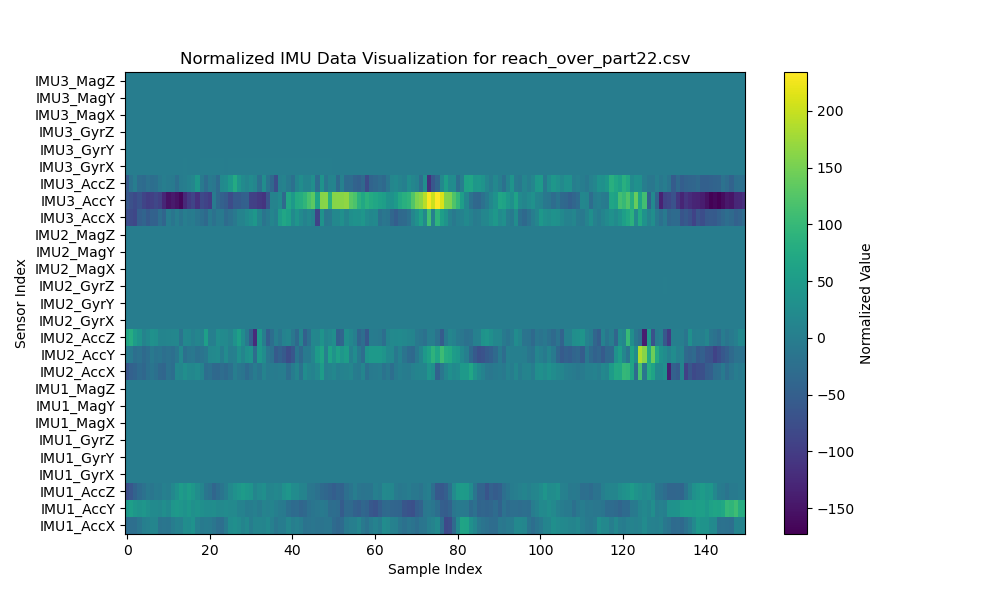 Normalized IMU Data Visualization for reach_over_part22.csv
IMU3_MagZ
IMU3_MagY
IMU3_MagX
IMU3_GyrZ
IMU3_GyrY
IMU3_GyrX
IMU3_AccZ
IMU3_AccY
IMU3_AccX
IMU2_MagZ
IMU2_MagY
IMU2_MagX
IMU2_GyrZ
IMU2_GyrY
IMU2_GyrX
IMU2_AccZ
IMU2_AccY
IMU2_AccX
IMU1_MagZ
IMU1_MagY
IMU1_MagX
IMU1_GyrZ
IMU1_GyrY
IMU1_GyrX
IMU1_AccZ
IMU1_AccY
IMU1_AccX
Sensor Index
0 20 40 60 80 100 120 140
Sample Index
200
150
100
50
0
−50
−100
−150
Normalized Value